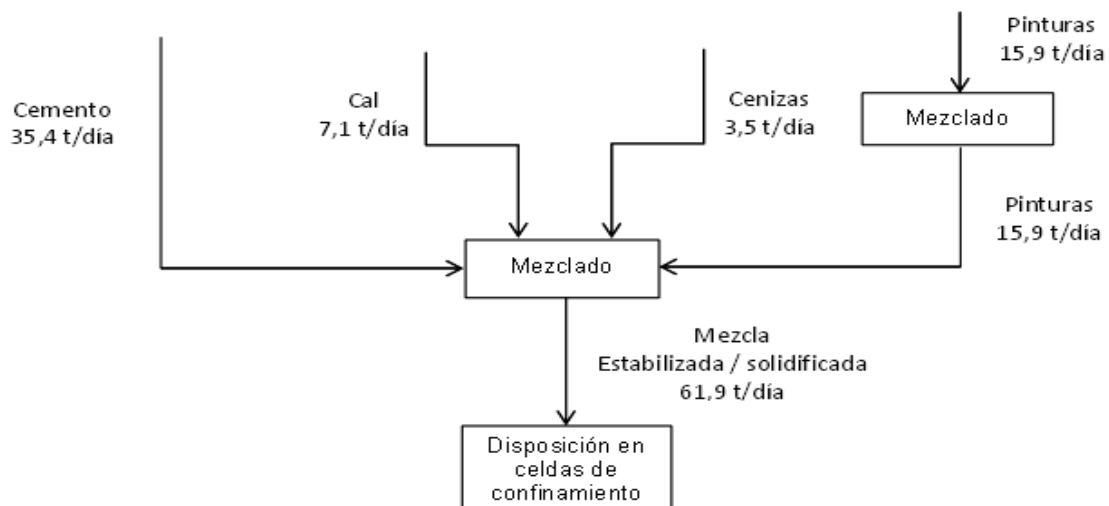 Pinturas
15,9 t/día
Cemento
35,4 t/día
Cal
7,1 t/día
Cenizas
3,5 t/día
Mezclado
Pinturas
15,9 t/día
Mezclado
Mezcla
Estabilizada / solidificada
61,9 t/día
Disposición en
celdas de
confinamiento